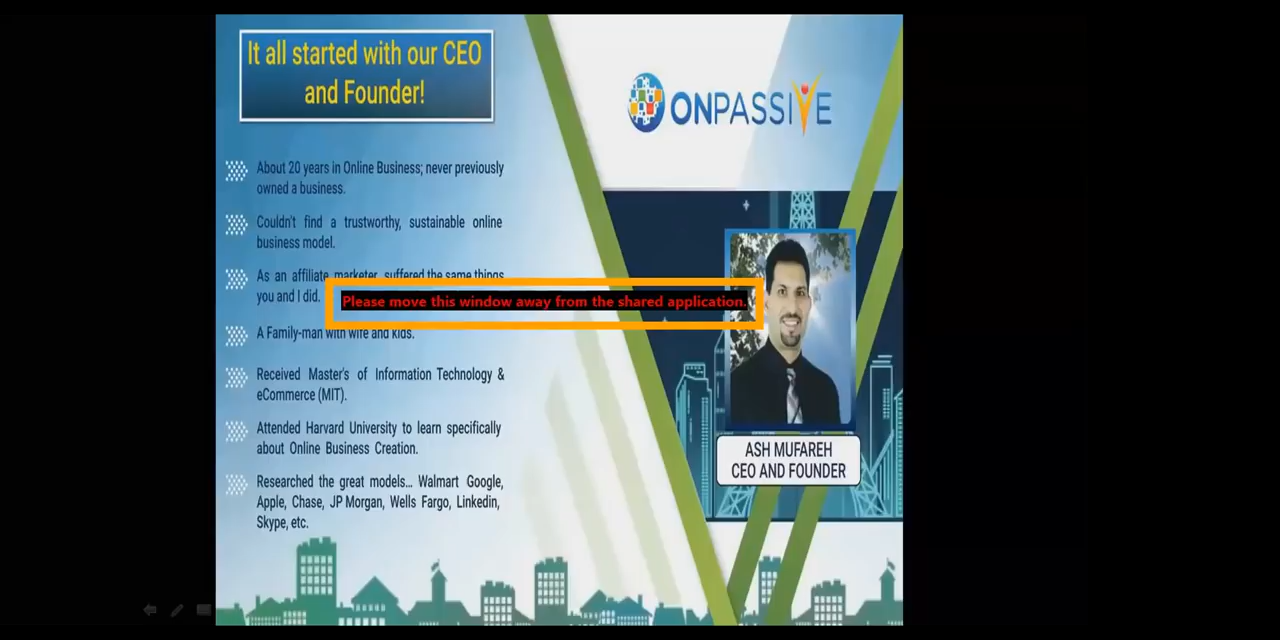 It all started with our CEO
and Founder!
ONPASSIVE
About 20 years in Online Business; never previously
owned a business.
Couldn't find a trustworthy, sustainable online
business model.
As an affiliate marketer, suffered the same things
you and I did.
Please move this window away from the shared application.
A Family-man with wife and kids.
Received Master's of Information Technology &
eCommerce (MIT).
Attended Harvard University to learn specifically
about Online Business Creation.
Researched the great models... Walmart Google,
Apple, Chase, JP Morgan, Wells Fargo, Linkedin,
Skype, etc.
ASH MUFAREH
CEO AND FOUNDER